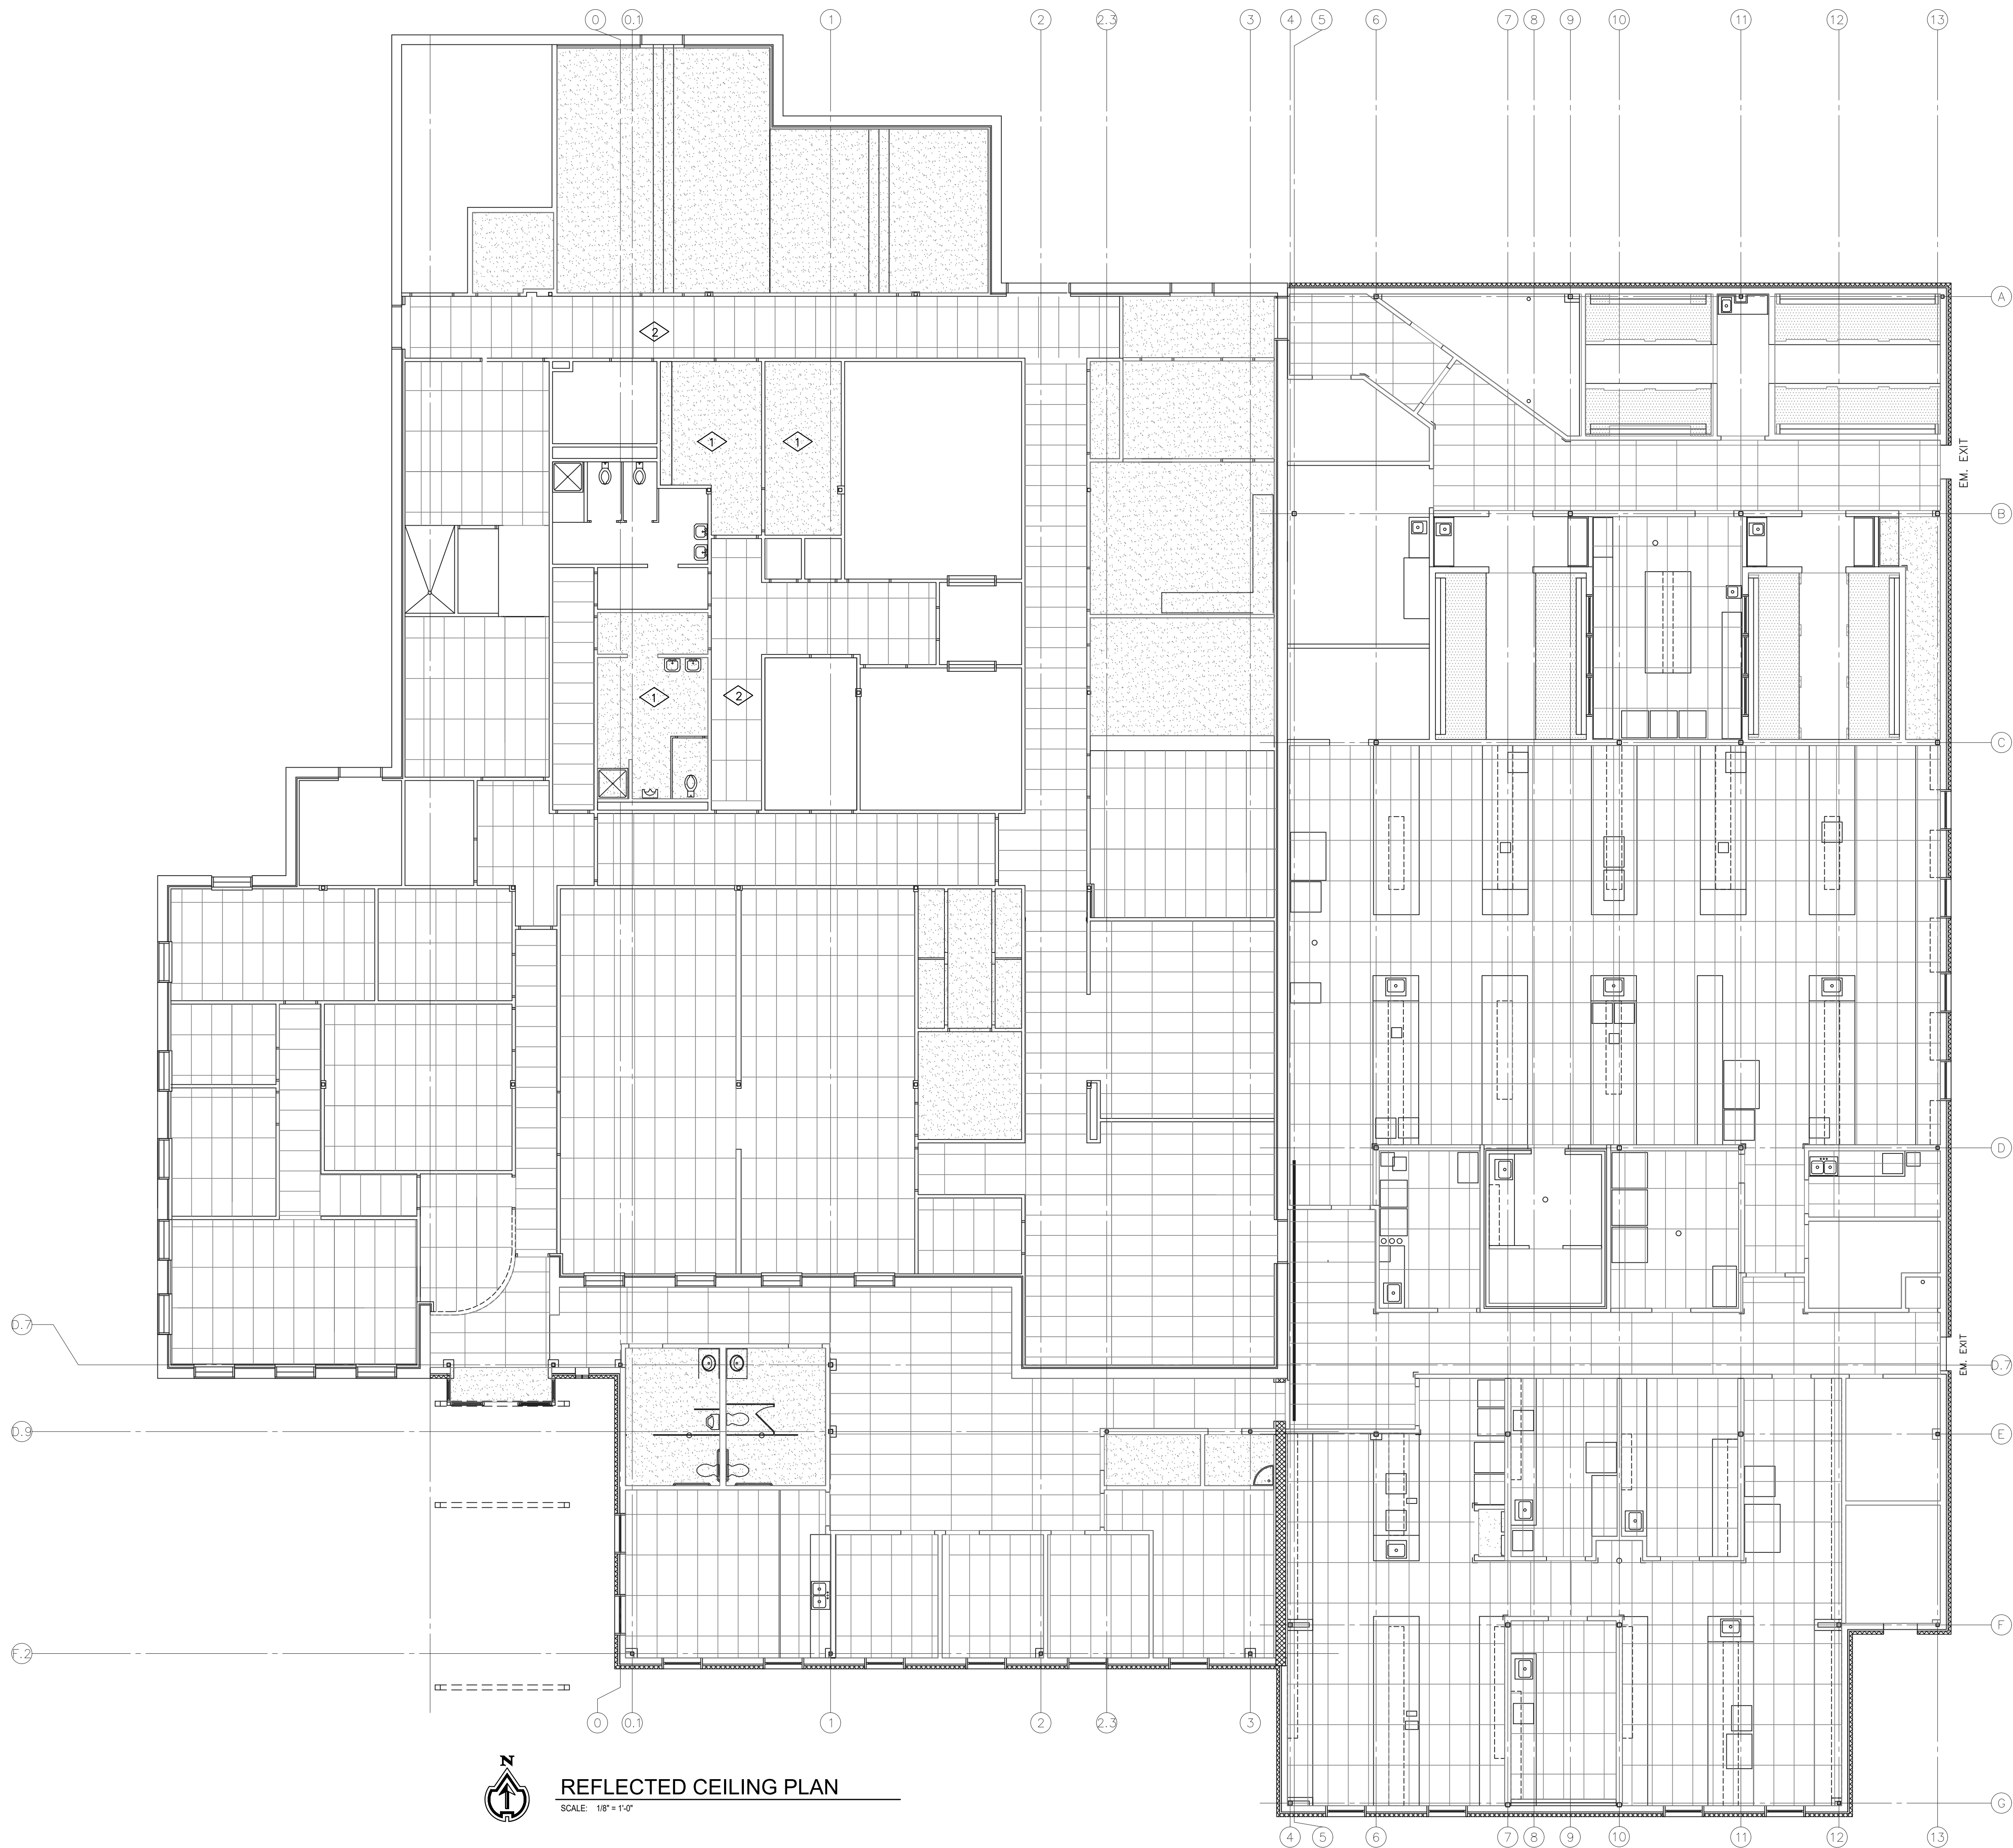 0 0.1 1 2 2.3 3 4 5 6 7 8 9 10 11 12 13
A
2
EM. EXIT
1 1
B
1 2
C
D
D.7
EM. EXIT
D.7
D.9
E
F
F.2
0 0.1 1 2 2.3 3
N
REFLECTED CEILING PLAN
SCALE: 1/8" = 1'-0"
G
4 5 6 7 8 9 10 11 12 13